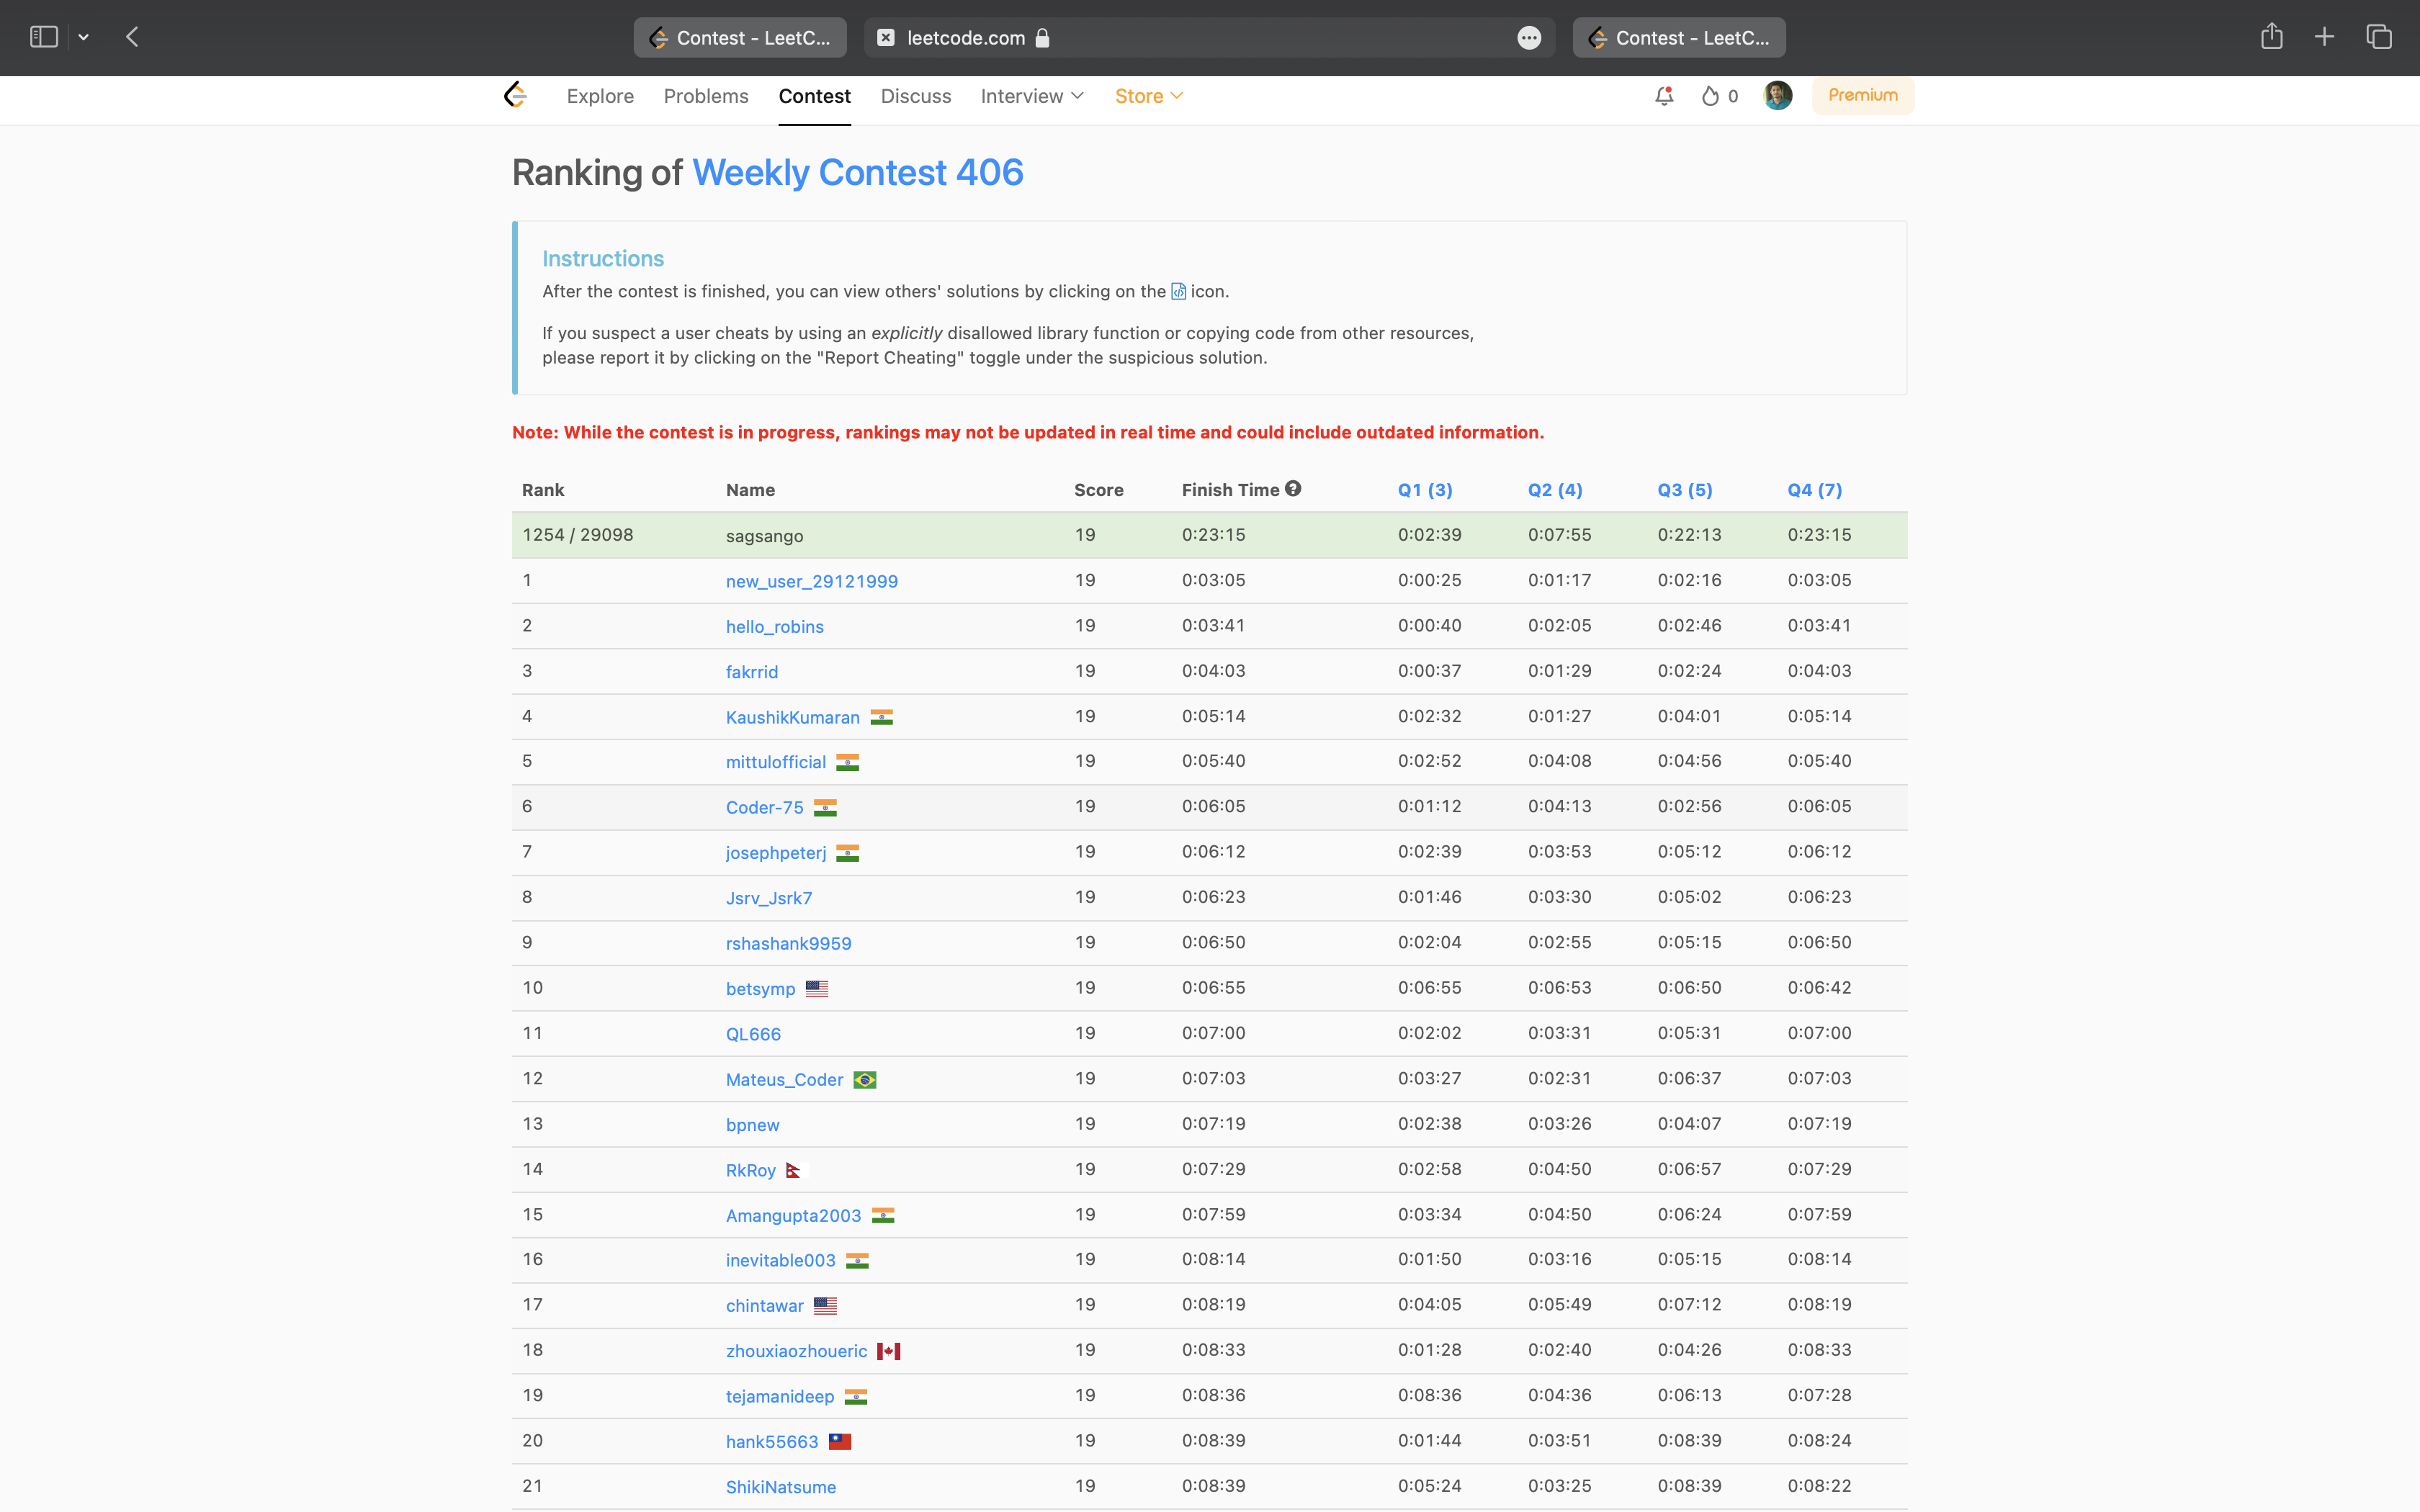 Contest - LeetC...
leetcode.com
Contest - LeetC...
Explore Problems Contest Discuss Interview Store 0 Premium
Ranking of Weekly Contest 406
Instructions
After the contest is finished, you can view others' solutions by clicking on the icon.
If you suspect a user cheats by using an explicitly disallowed library function or copying code from other resources,
please report it by clicking on the "Report Cheating" toggle under the suspicious solution.
Note: While the contest is in progress, rankings may not be updated in real time and could include outdated information.
Rank Name Score Finish Time Q1 (3) Q2 (4) Q3 (5) Q4 (7)
1254 / 29098 sagsango 19 0:23:15 0:02:39 0:07:55 0:22:13 0:23:15
1 new_user_29121999 19 0:03:05 0:00:25 0:01:17 0:02:16 0:03:05
2 hello_robins 19 0:03:41 0:00:40 0:02:05 0:02:46 0:03:41
3 fakrrid 19 0:04:03 0:00:37 0:01:29 0:02:24 0:04:03
4 KaushikKumaran 19 0:05:14 0:02:32 0:01:27 0:04:01 0:05:14
5 mittulofficial 19 0:05:40 0:02:52 0:04:08 0:04:56 0:05:40
6 Coder-75 19 0:06:05 0:01:12 0:04:13 0:02:56 0:06:05
7 josephpeterj 19 0:06:12 0:02:39 0:03:53 0:05:12 0:06:12
8 Jsrv_Jsrk7 19 0:06:23 0:01:46 0:03:30 0:05:02 0:06:23
9 rshashank9959 19 0:06:50 0:02:04 0:02:55 0:05:15 0:06:50
10 betsymp 19 0:06:55 0:06:55 0:06:53 0:06:50 0:06:42
11 QL666 19 0:07:00 0:02:02 0:03:31 0:05:31 0:07:00
12 Mateus_Coder 19 0:07:03 0:03:27 0:02:31 0:06:37 0:07:03
13 bpnew 19 0:07:19 0:02:38 0:03:26 0:04:07 0:07:19
14 RkRoy 19 0:07:29 0:02:58 0:04:50 0:06:57 0:07:29
15 Amangupta2003 19 0:07:59 0:03:34 0:04:50 0:06:24 0:07:59
16 inevitable003 19 0:08:14 0:01:50 0:03:16 0:05:15 0:08:14
17 chintawar 19 0:08:19 0:04:05 0:05:49 0:07:12 0:08:19
18 zhouxiaozhoueric 19 0:08:33 0:01:28 0:02:40 0:04:26 0:08:33
19 tejamanideep 19 0:08:36 0:08:36 0:04:36 0:06:13 0:07:28
20 hank55663 19 0:08:39 0:01:44 0:03:51 0:08:39 0:08:24
21 ShikiNatsume 19 0:08:39 0:05:24 0:03:25 0:08:39 0:08:22